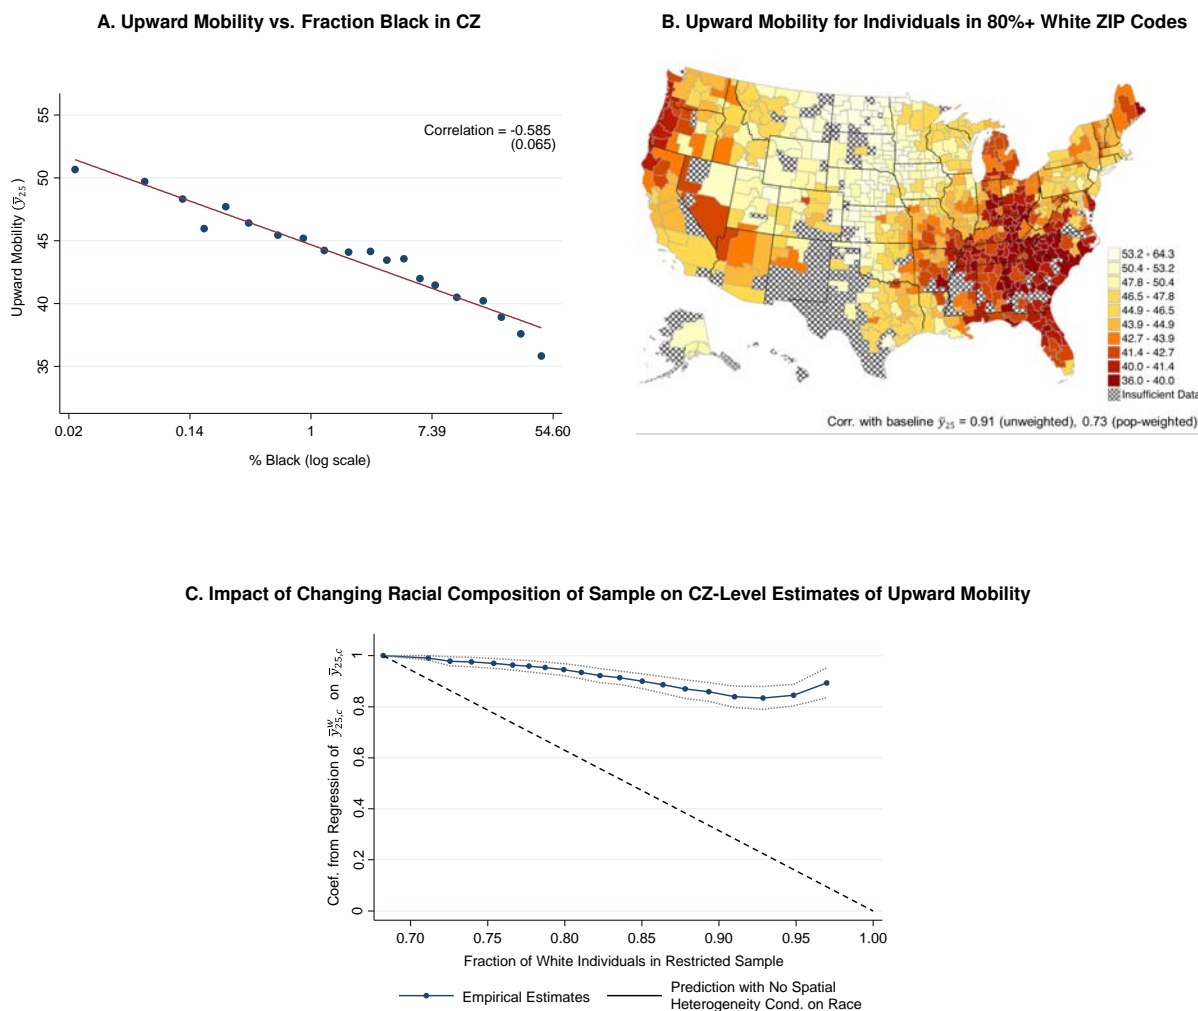 A. Upward Mobility vs. Fraction Black in CZ
Upward Mobility (ȳ₂₅)
55
50
45
40
35
Correlation = -0.585
(0.065)
0.02
0.14
1
7.39
54.60
% Black (log scale)
B. Upward Mobility for Individuals in 80%+ White ZIP Codes
53.2 - 64.3
50.4 - 53.2
47.8 - 50.4
46.5 - 47.8
44.9 - 46.5
43.9 - 44.9
42.7 - 43.9
41.4 - 42.7
40.0 - 41.4
36.0 - 40.0
Insufficient Data
Corr. with baseline ȳ₂₅ = 0.91 (unweighted), 0.73 (pop-weighted)
C. Impact of Changing Racial Composition of Sample on CZ-Level Estimates of Upward Mobility
Coef. from Regression of ȳʷ₂₅,c on ȳ₂₅,c
1
0.8
0.6
0.4
0.2
0
0.70
0.75
0.80
0.85
0.90
0.95
1.00
Fraction of White Individuals in Restricted Sample
Empirical Estimates
Prediction with No Spatial
Heterogeneity Cond. on Race